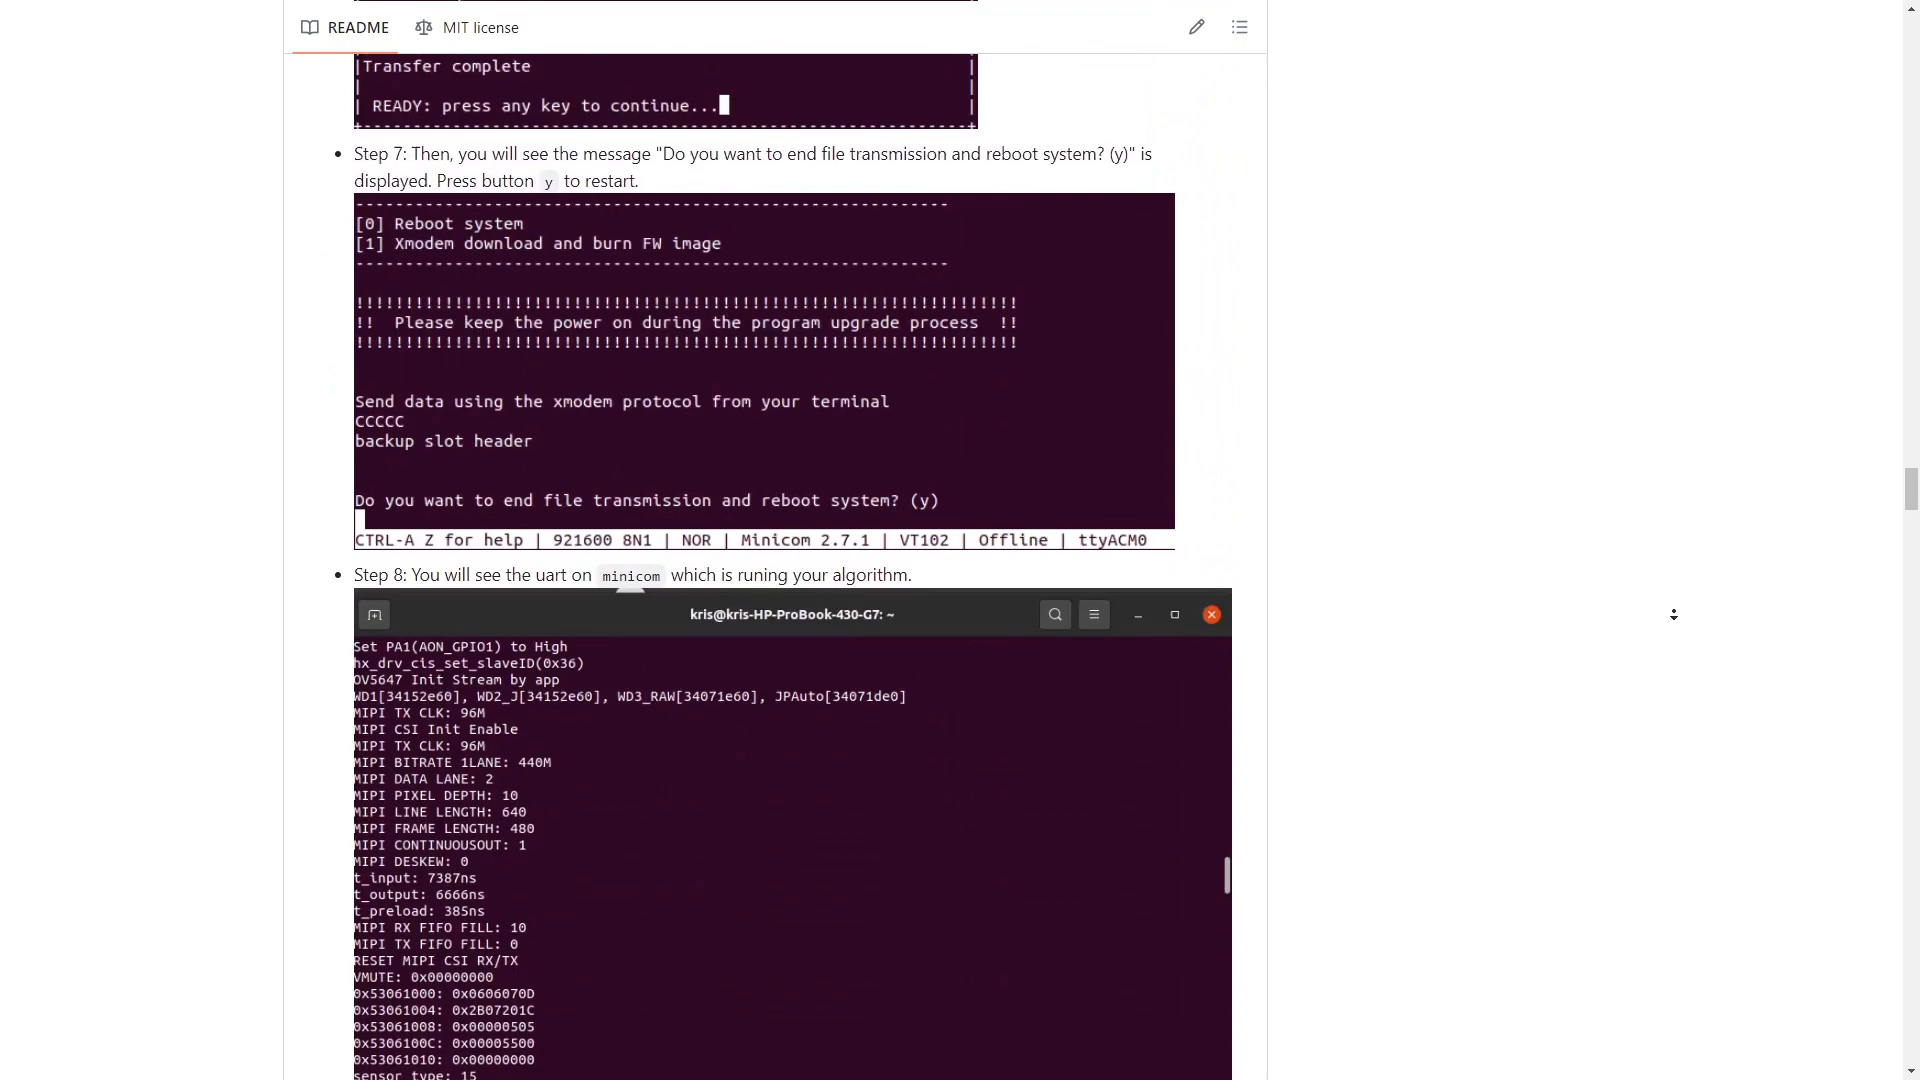 README MIT license
|Transfer complete |
| |
| READY: press any key to continue... |
+--------------------------------------------------------------+
• Step 7: Then, you will see the message "Do you want to end file transmission and reboot system? (y)" is
displayed. Press button y to restart.
------------------------------------------------------------
[0] Reboot system
[1] Xmodem download and burn FW image
------------------------------------------------------------
!!!!!!!!!!!!!!!!!!!!!!!!!!!!!!!!!!!!!!!!!!!!!!!!!!!!!!!!!!!!!!!!!!!
!! Please keep the power on during the program upgrade process !!
!!!!!!!!!!!!!!!!!!!!!!!!!!!!!!!!!!!!!!!!!!!!!!!!!!!!!!!!!!!!!!!!!!!
Send data using the xmodem protocol from your terminal
CCCCC
backup slot header
Do you want to end file transmission and reboot system? (y)
CTRL-A Z for help | 921600 8N1 | NOR | Minicom 2.7.1 | VT102 | Offline | ttyACM0
• Step 8: You will see the uart on minicom which is runing your algorithm.
kris@kris-HP-ProBook-430-G7: ~
Set PA1(AON_GPIO1) to High
hx_drv_cis_set_slaveID(0x36)
OV5647 Init Stream by app
WD1[34152e60], WD2_J[34152e60], WD3_RAW[34071e60], JPAuto[34071de0]
MIPI TX CLK: 96M
MIPI CSI Init Enable
MIPI TX CLK: 96M
MIPI BITRATE 1LANE: 440M
MIPI DATA LANE: 2
MIPI PIXEL DEPTH: 10
MIPI LINE LENGTH: 640
MIPI FRAME LENGTH: 480
MIPI CONTINUOUSOUT: 1
MIPI DESKEW: 0
t_input: 7387ns
t_output: 6666ns
t_preload: 385ns
MIPI RX FIFO FILL: 10
MIPI TX FIFO FILL: 0
RESET MIPI CSI RX/TX
VMUTE: 0x00000000
0x53061000: 0x0606070D
0x53061004: 0x2B07201C
0x53061008: 0x00000505
0x5306100C: 0x00005500
0x53061010: 0x00000000
sensor type: 15